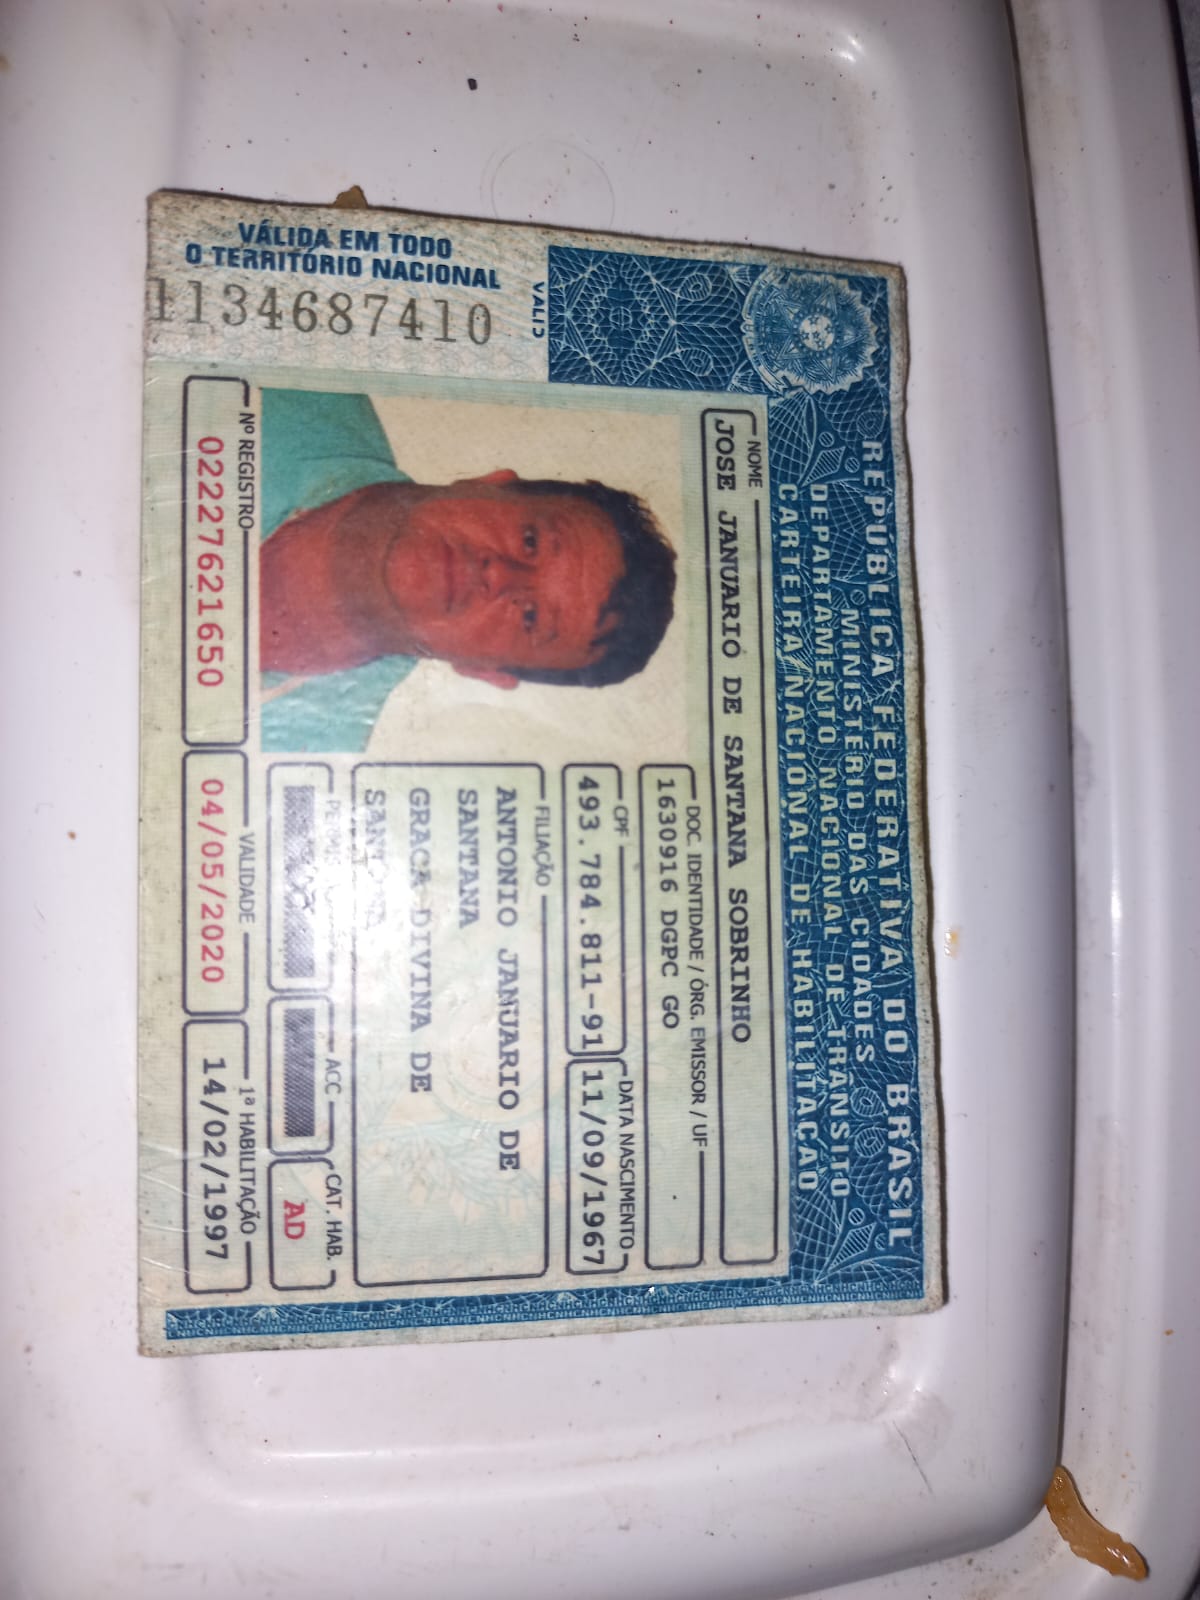 REPÚBLICA FEDERATIVA DO BRASIL
MINISTÉRIO DAS CIDADES
DEPARTAMENTO NACIONAL DE TRÂNSITO
CARTEIRA NACIONAL DE HABILITAÇÃO
VÁLIDA EM TODO
O TERRITÓRIO NACIONAL
1134687410
NOME
JOSE JANUARIO DE SANTANA SOBRINHO
DOC. IDENTIDADE / ÓRG. EMISSOR / UF
1630916 DGPC GO
CPF
493.784.811-91
DATA NASCIMENTO
11/09/1967
FILIAÇÃO
ANTONIO JANUARIO DE
SANTANA
GRACA DIVINA DE
ACC
CAT. HAB.
AD
Nº REGISTRO
02227621650
VALIDADE
04/05/2020
1ª HABILITAÇÃO
14/02/1997